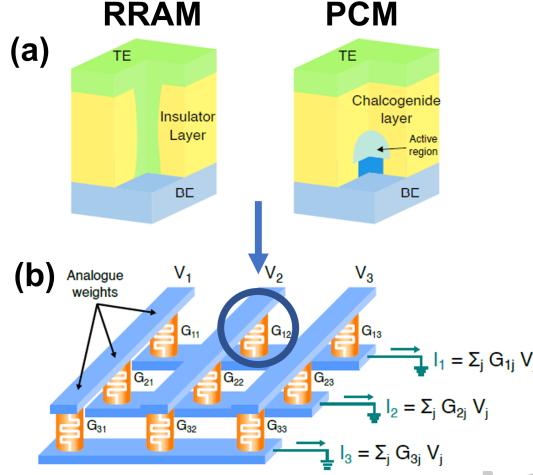 RRAM
PCM
(a)
TE
Insulator
Layer
BE
TE
Chalcogenide
layer
Active
region
BE
(b)
Analogue
weights
V1
V2
V3
G11
G12
G13
I1 = Σj G1j Vj
G21
G22
G23
I2 = Σj G2j Vj
G31
G32
G33
I3 = Σj G3j Vj